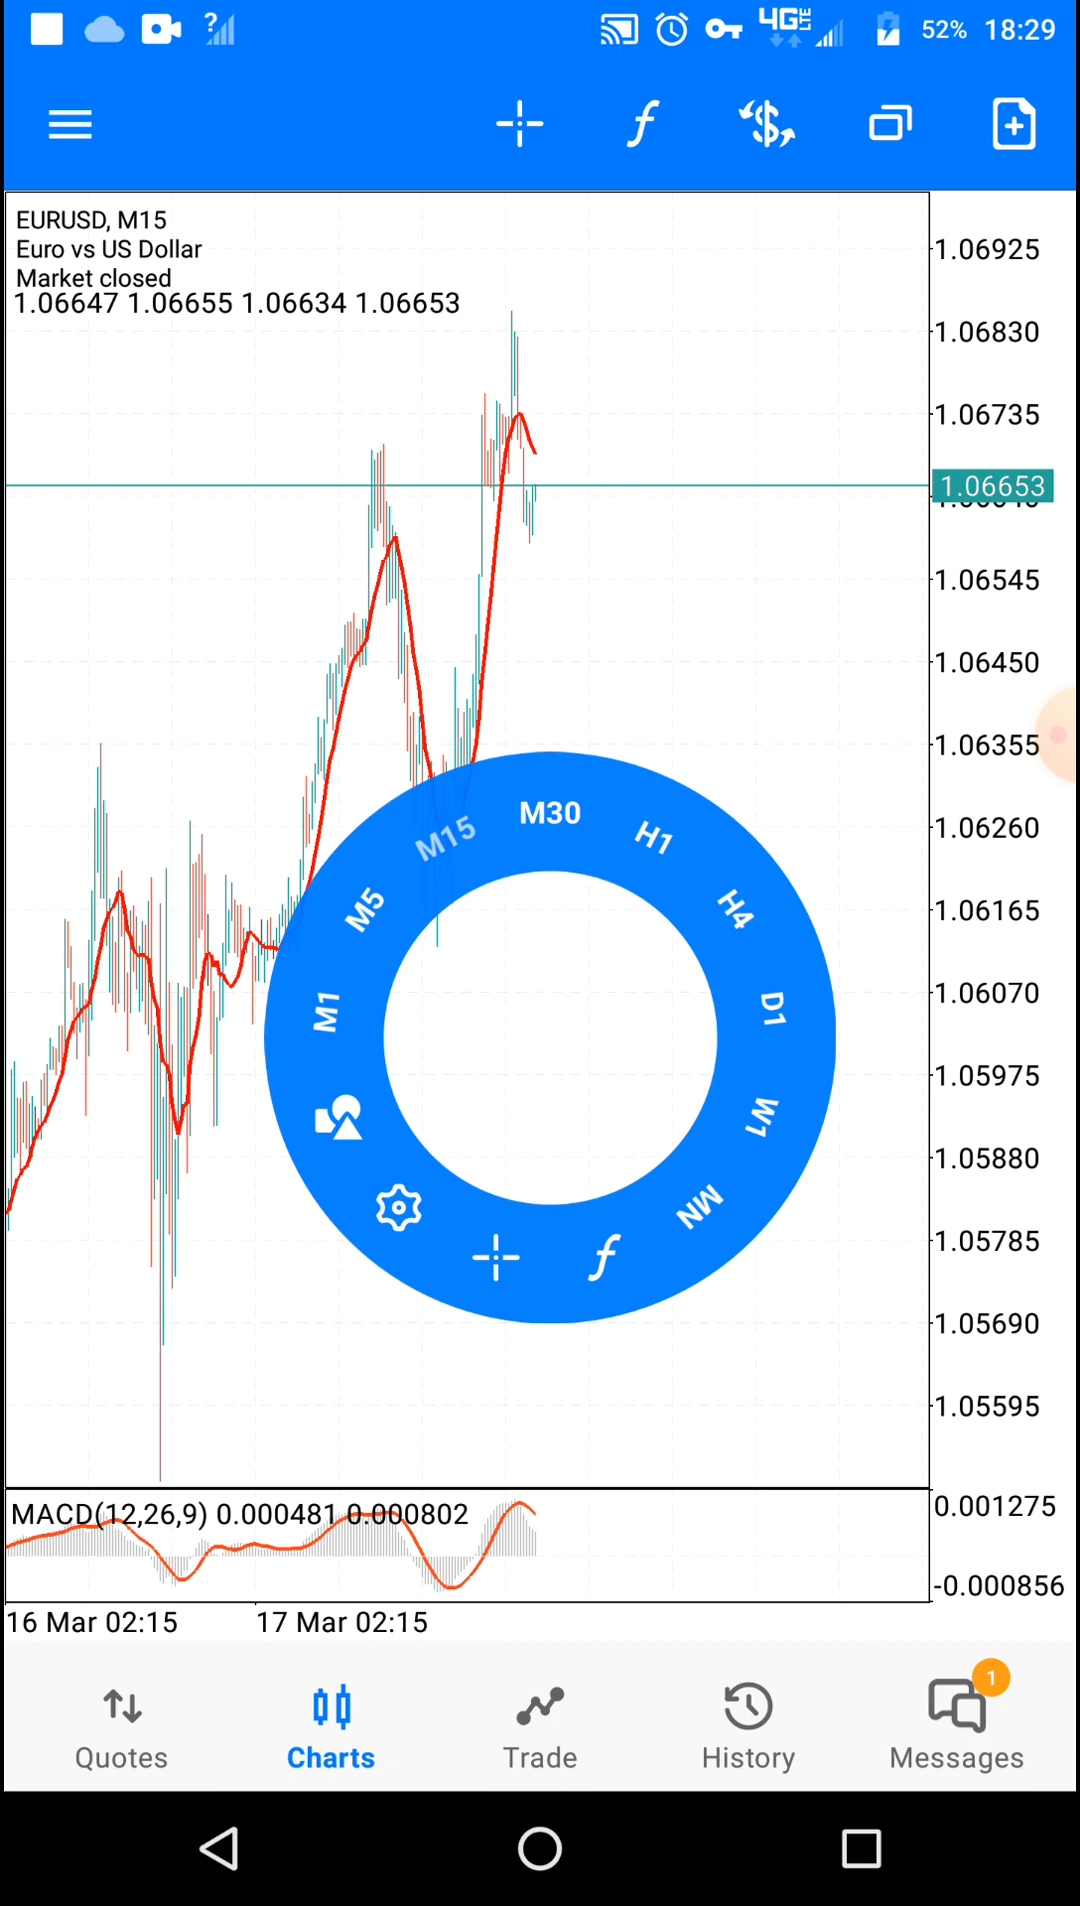 ?
4G LTE
52% 18:29
f
$
EURUSD, M15
Euro vs US Dollar
Market closed
1.06647 1.06655 1.06634 1.06653
1.06925
1.06830
1.06735
1.06653
1.06545
1.06450
1.06355
1.06260
1.06165
1.06070
1.05975
1.05880
1.05785
1.05690
1.05595
M1
M5
M15
M30
H1
H4
D1
W1
MN
f
MACD(12,26,9) 0.000481 0.000802
0.001275
-0.000856
16 Mar 02:15
17 Mar 02:15
1
Quotes
Charts
Trade
History
Messages